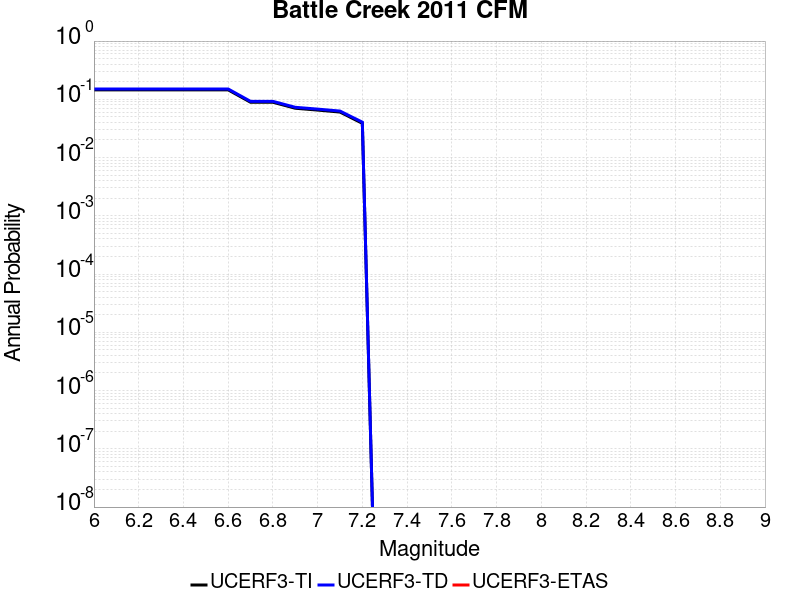 Battle Creek 2011 CFM
Annual Probability
10^0
10^-1
10^-2
10^-3
10^-4
10^-5
10^-6
10^-7
10^-8
6 6.2 6.4 6.6 6.8 7 7.2 7.4 7.6 7.8 8 8.2 8.4 8.6 8.8 9
Magnitude
UCERF3-TI UCERF3-TD UCERF3-ETAS